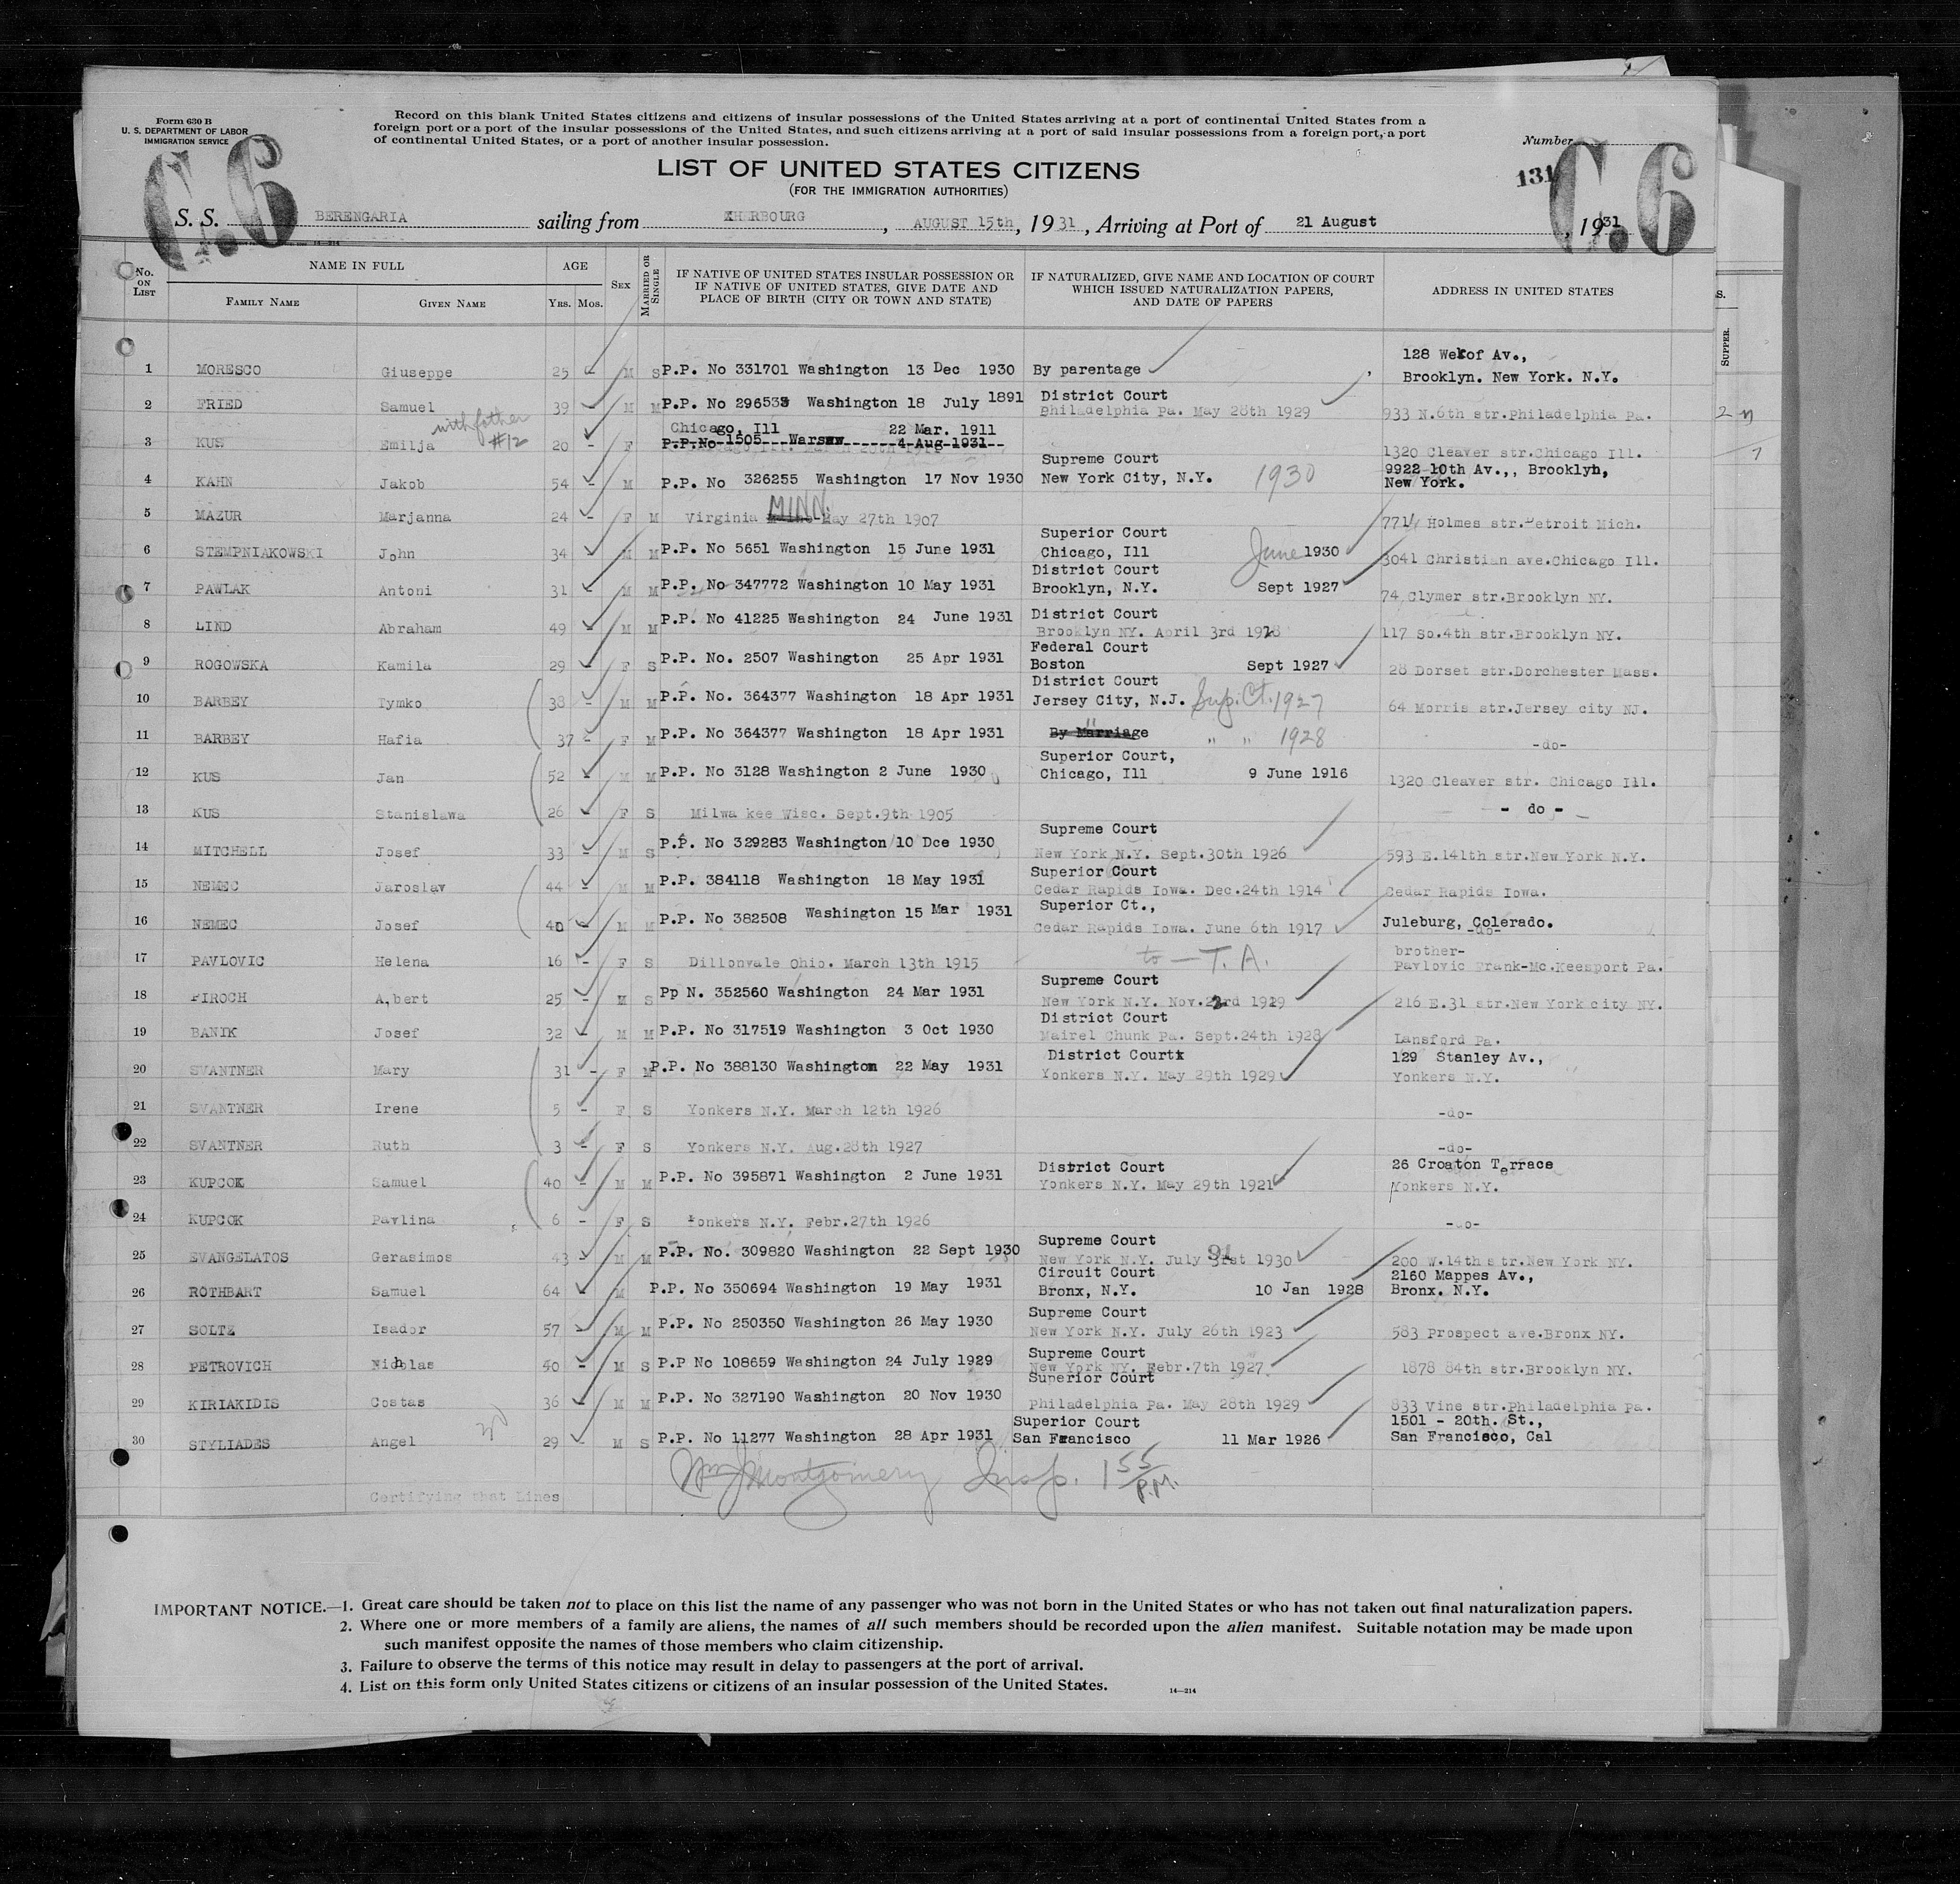 Form 630 B
U. S. DEPARTMENT OF LABOR
IMMIGRATION SERVICE
Record on this blank United States citizens and citizens of insular possessions of the United States arriving at a port of continental United States from a
foreign port or a port of the insular possessions of the United States, and such citizens arriving at a port of said insular possessions from a foreign port, a port
of continental United States, or a port of another insular possession.
Number
C.6
131
C.6
LIST OF UNITED STATES CITIZENS
(FOR THE IMMIGRATION AUTHORITIES)
S. S. BERENGARIA sailing from CHERBOURG, AUGUST 15th, 1931, Arriving at Port of 21 August, 1931
No. ON LIST
NAME IN FULL
FAMILY NAME
GIVEN NAME
AGE
YRS. MOS.
SEX
MARRIED OR SINGLE
IF NATIVE OF UNITED STATES INSULAR POSSESSION OR
IF NATIVE OF UNITED STATES, GIVE DATE AND
PLACE OF BIRTH (CITY OR TOWN AND STATE)
IF NATURALIZED, GIVE NAME AND LOCATION OF COURT
WHICH ISSUED NATURALIZATION PAPERS,
AND DATE OF PAPERS
ADDRESS IN UNITED STATES
SUPPER.
128 Wekof Av.,
1 MORESCO Giuseppe 25 - M S P.P. No 331701 Washington 13 Dec 1930 By parentage Brooklyn. New York. N.Y.
District Court
2 FRIED Samuel 39 - M M P.P. No 296533 Washington 18 July 1891 Philadelphia Pa. May 28th 1929 933 N.6th str.Philadelphia Pa.
with father #12
Chicago, Ill 22 Mar. 1911
3 KUS Emilja 20 - F P.P.No 1505 Warsaw 4 Aug 1931 1320 Cleaver str.Chicago Ill.
Supreme Court 9922 10th Av.,, Brooklyn,
4 KAHN Jakob 54 - M P.P. No 326255 Washington 17 Nov 1930 New York City, N.Y. 1930 New York.
5 MAZUR Marjanna 24 - F M Virginia MINN. May 27th 1907 7714 Holmes str.Detroit Mich.
Superior Court
6 STEMPNIAKOWSKI John 34 M M P.P. No 5651 Washington 15 June 1931 Chicago, Ill June 1930 3041 Christian ave.Chicago Ill.
District Court
7 PAWLAK Antoni 31 - M M P.P. No 347772 Washington 10 May 1931 Brooklyn, N.Y. Sept 1927 74 Clymer str.Brooklyn NY.
District Court
8 LIND Abraham 49 - M M P.P. No 41225 Washington 24 June 1931 Brooklyn NY. April 3rd 1928 117 So.4th str.Brooklyn NY.
Federal Court
9 ROGOWSKA Kamila 29 - F S P.P. No. 2507 Washington 25 Apr 1931 Boston Sept 1927 28 Dorset str.Dorchester Mass.
District Court
10 BARBEY Tymko 38 - M M P.P. No. 364377 Washington 18 Apr 1931 Jersey City, N.J. Sup. Ct. 1927 64 Morris str.Jersey city NJ.
11 BARBEY Hafia 37 - F M P.P. No 364377 Washington 18 Apr 1931 By Marriage " " " 1928 -do-
Superior Court,
12 KUS Jan 52 - M M P.P. No 3128 Washington 2 June 1930 Chicago, Ill 9 June 1916 1320 Cleaver str. Chicago Ill.
13 KUS Stanislawa 26 - F S Milwa kee Wisc. Sept.9th 1905 - do -
Supreme Court
14 MITCHELL Josef 33 - M S P.P. No 329283 Washington 10 Dce 1930 New York N.Y. Sept.30th 1926 593 E.141th str.New York N.Y.
Superior Court
15 NEMEC Jaroslav 44 - M M P.P. 384118 Washington 18 May 1931 Cedar Rapids Iowa. Dec.24th 1914 Cedar Rapids Iowa.
Superior Ct.,
16 NEMEC Josef 40 - M M P.P. No 382508 Washington 15 Mar 1931 Cedar Rapids Iowa. June 6th 1917 Juleburg, Colerado.
-do-
brother-
17 PAVLOVIC Helena 16 - F S Dillonvale Ohio. March 13th 1915 to — T.A. Pavlovic Frank-Mc.Keesport Pa.
Supreme Court
18 PIROCH A,bert 25 - M S Pp N. 352560 Washington 24 Mar 1931 New York N.Y. Nov.23rd 1929 216 E.31 str.New York city NY.
District Court
19 BANIK Josef 32 - M M P.P. No 317519 Washington 3 Oct 1930 Mairel Chunk Pa. Sept.24th 1928 Lansford Pa.
District Court 129 Stanley Av.,
20 SVANTNER Mary 31 - F M P.P. No 388130 Washington 22 May 1931 Yonkers N.Y. May 29th 1929 Yonkers N.Y.
21 SVANTNER Irene 5 - F S Yonkers N.Y. March 12th 1926 -do-
22 SVANTNER Ruth 3 - F S Yonkers N.Y. Aug.28th 1927 -do-
District Court 26 Croaton Terrace
23 KUPCOK Samuel 40 - M M P.P. No 395871 Washington 2 June 1931 Yonkers N.Y. May 29th 1921 Yonkers N.Y.
24 KUPCOK Pavlina 6 - F S Yonkers N.Y. Febr.27th 1926 -do-
Supreme Court
25 EVANGELATOS Gerasimos 43 - M M P.P. No. 309820 Washington 22 Sept 1930 New York N.Y. July 31st 1930 200 W.14th str.New York NY.
Circuit Court 2160 Mappes Av.,
26 ROTHBART Samuel 64 M P.P. No 350694 Washington 19 May 1931 Bronx, N.Y. 10 Jan 1928 Bronx. N.Y.
Supreme Court
27 SOLTZ Isador 57 - M M P.P. No 250350 Washington 26 May 1930 New York N.Y. July 26th 1923 583 Prospect ave.Bronx NY.
Supreme Court
28 PETROVICH Nicholas 40 - M S P.P No 108659 Washington 24 July 1929 New York NY. Febr.7th 1927 1878 84th str.Brooklyn NY.
Superior Court
29 KIRIAKIDIS Costas 36 M M P.P. No 327190 Washington 20 Nov 1930 Philadelphia Pa. May 28th 1929 833 Vine str.Philadelphia Pa.
Superior Court 1501 - 20th. St.,
30 STYLIADES Angel 29 - M S P.P. No 11277 Washington 28 Apr 1931 San Francisco 11 Mar 1926 San Francisco, Cal
Wm J Montgomery Insp. 1 55 P.M.
Certifying that Lines
IMPORTANT NOTICE.—1. Great care should be taken not to place on this list the name of any passenger who was not born in the United States or who has not taken out final naturalization papers.
2. Where one or more members of a family are aliens, the names of all such members should be recorded upon the alien manifest. Suitable notation may be made upon
such manifest opposite the names of those members who claim citizenship.
3. Failure to observe the terms of this notice may result in delay to passengers at the port of arrival.
4. List on this form only United States citizens or citizens of an insular possession of the United States.
14—214